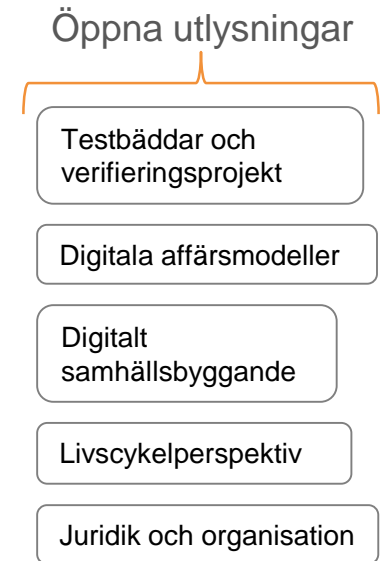 Öppna utlysningar
Testbäddar och
verifieringsprojekt
Digitala affärsmodeller
Digitalt
samhällsbyggande
Livscykelperspektiv
Juridik och organisation